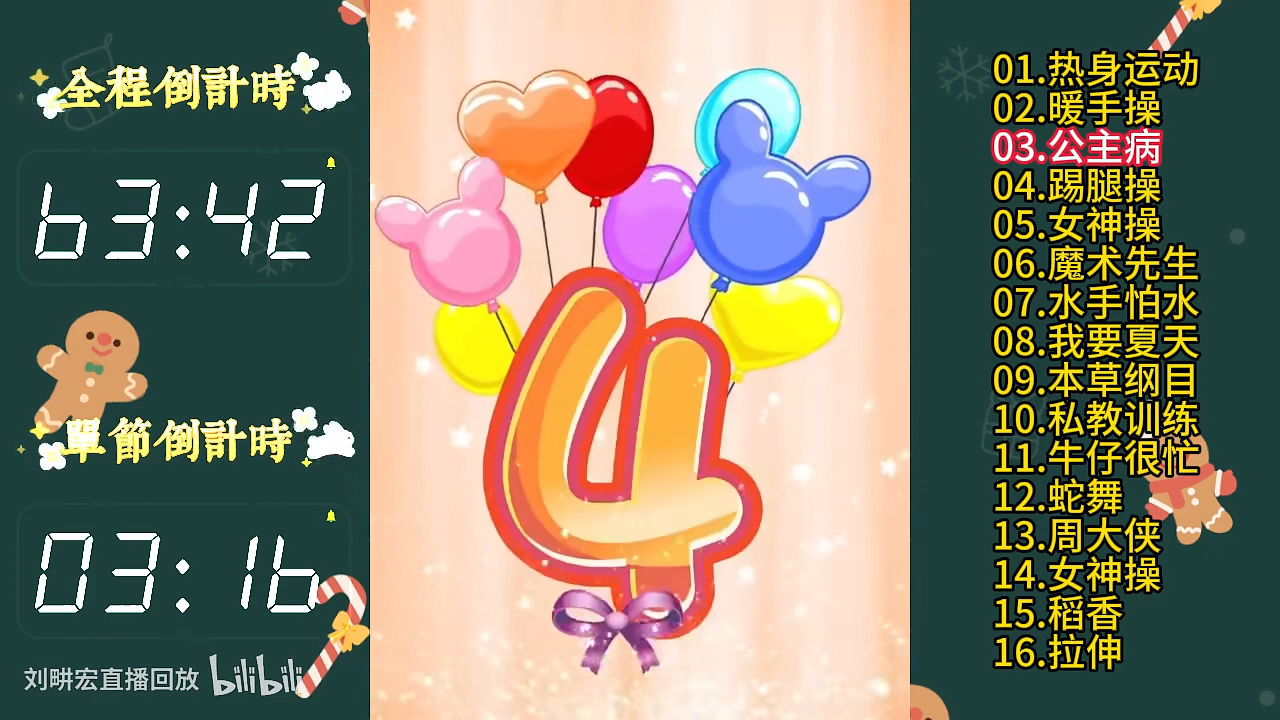 全程倒計時
63:42
單節倒計時
03:16
刘畊宏直播回放 bilibili
4
01.热身运动
02.暖手操
03.公主病
04.踢腿操
05.女神操
06.魔术先生
07.水手怕水
08.我要夏天
09.本草纲目
10.私教训练
11.牛仔很忙
12.蛇舞
13.周大侠
14.女神操
15.稻香
16.拉伸